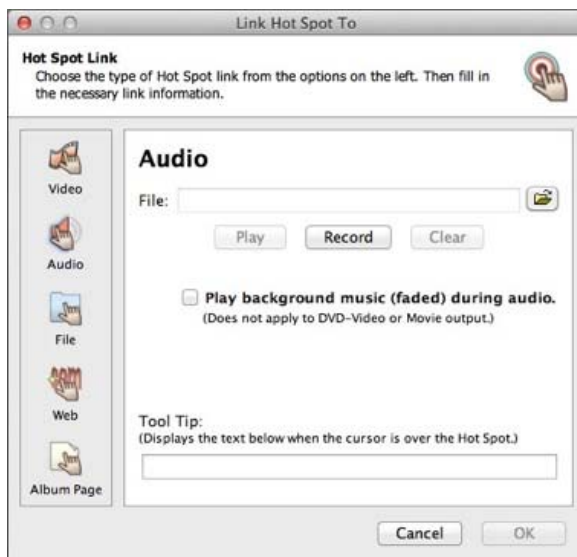 Link Hot Spot To
Hot Spot Link
Choose the type of Hot Spot link from the options on the left. Then fill in
the necessary link information.
Video
Audio
File
Web
Album Page
Audio
File:
Play Record Clear
Play background music (faded) during audio.
(Does not apply to DVD-Video or Movie output.)
Tool Tip:
(Displays the text below when the cursor is over the Hot Spot.)
Cancel OK